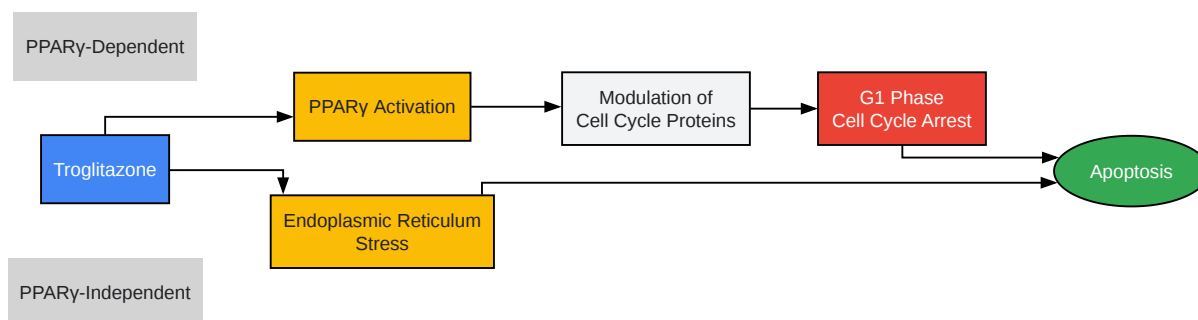 PPARγ-Dependent
PPARγ Activation
Modulation of
Cell Cycle Proteins
G1 Phase
Cell Cycle Arrest
Troglitazone
Apoptosis
Endoplasmic Reticulum
Stress
PPARγ-Independent